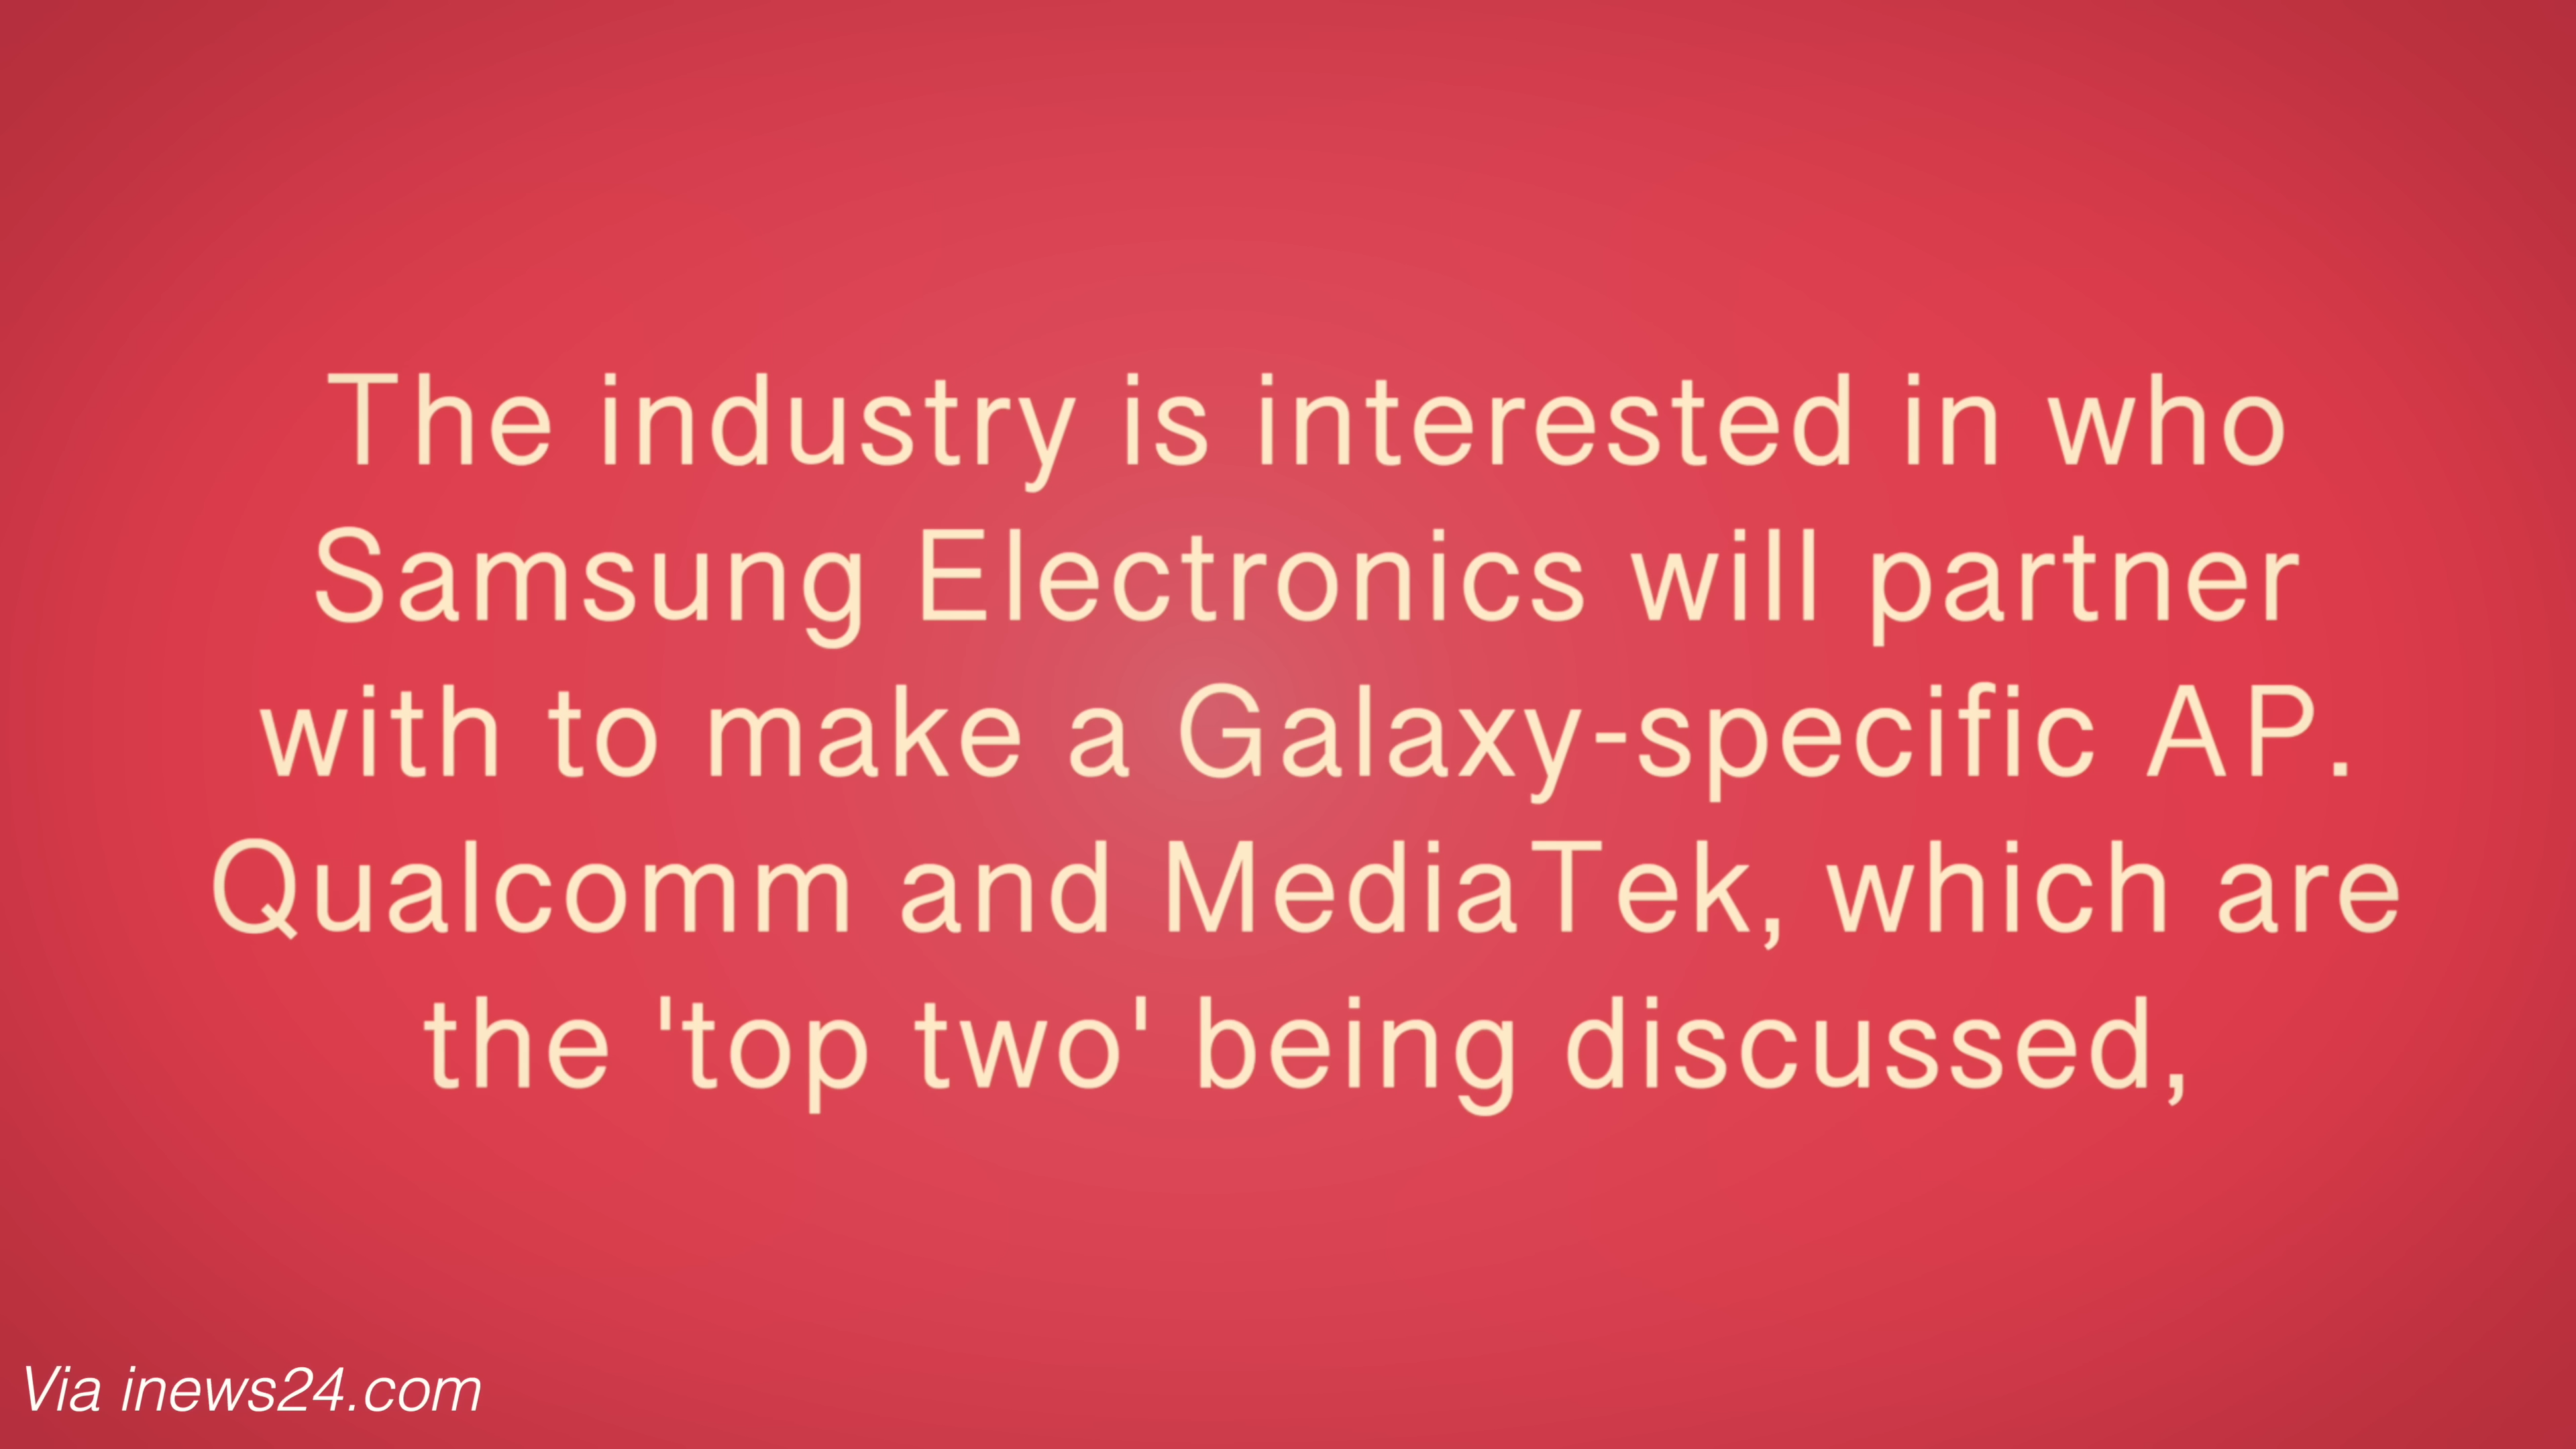 The industry is interested in who
Samsung Electronics will partner
with to make a Galaxy-specific AP.
Qualcomm and MediaTek, which are
the 'top two' being discussed,
Via inews24.com